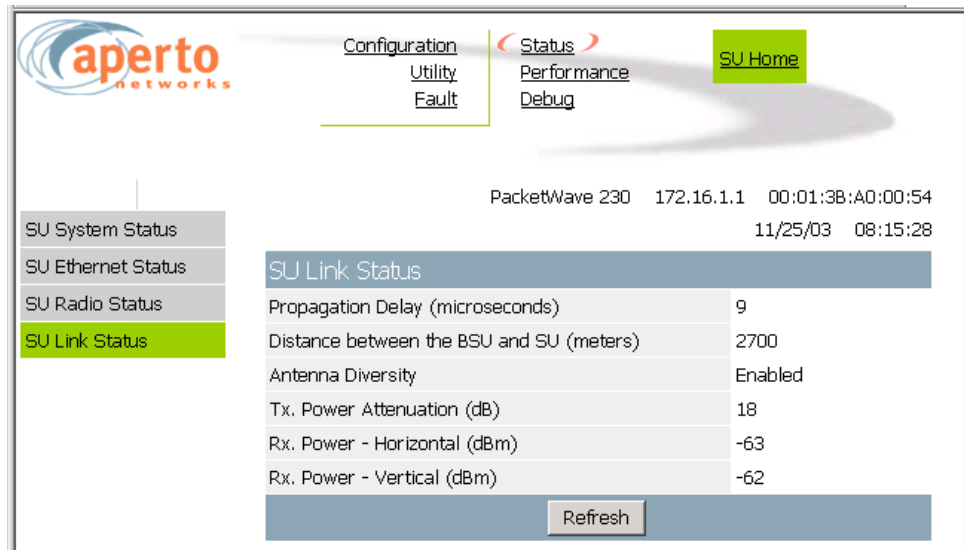 aperto
networks
Configuration
Utility
Fault
Status
Performance
Debug
SU Home
PacketWave 230 172.16.1.1 00:01:3B:A0:00:54
11/25/03 08:15:28
SU System Status
SU Ethernet Status
SU Radio Status
SU Link Status
SU Link Status
Propagation Delay (microseconds) 9
Distance between the BSU and SU (meters) 2700
Antenna Diversity Enabled
Tx. Power Attenuation (dB) 18
Rx. Power - Horizontal (dBm) -63
Rx. Power - Vertical (dBm) -62
Refresh